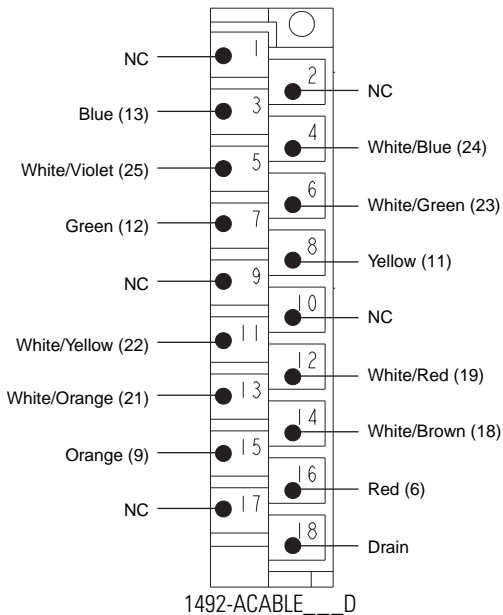 NC 1
2 NC
Blue (13) 3
4 White/Blue (24)
White/Violet (25) 5
6 White/Green (23)
Green (12) 7
8 Yellow (11)
NC 9
10 NC
White/Yellow (22) 11
12 White/Red (19)
White/Orange (21) 13
14 White/Brown (18)
Orange (9) 15
16 Red (6)
NC 17
18 Drain
1492-ACABLE___D